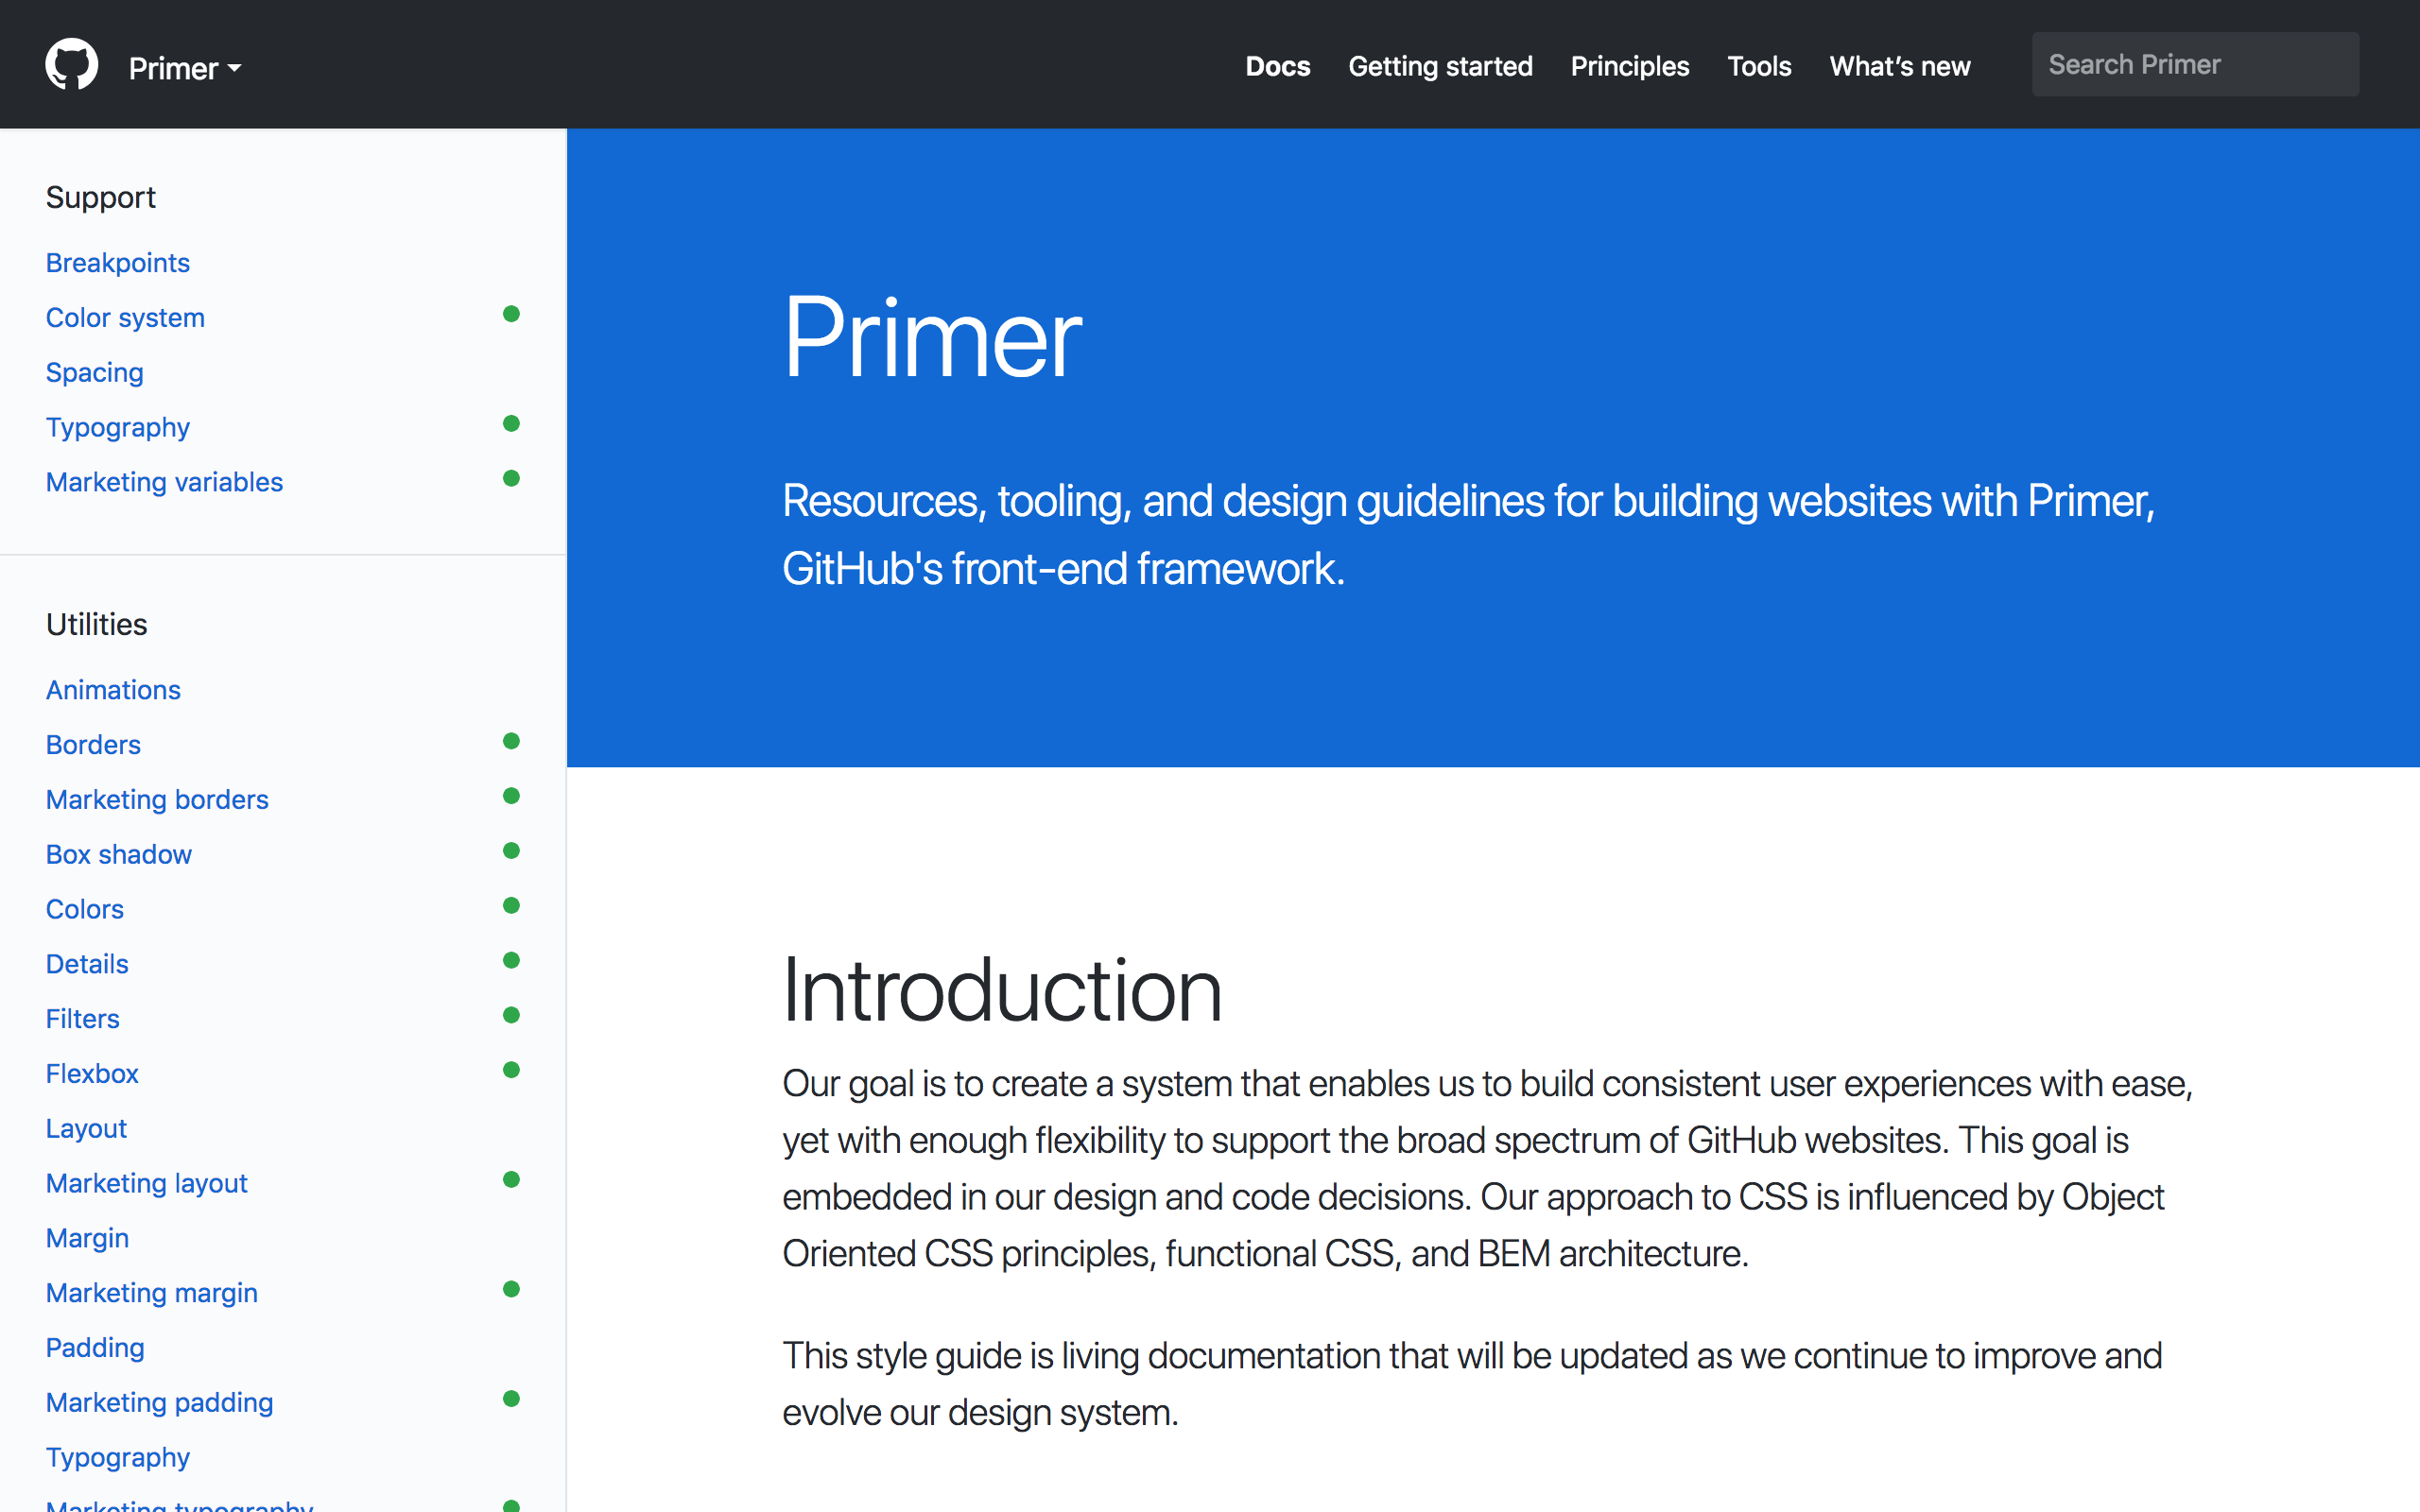 Primer
Docs
Getting started
Principles
Tools
What’s new
Search Primer
Support
Breakpoints
Color system
Spacing
Typography
Marketing variables
Utilities
Animations
Borders
Marketing borders
Box shadow
Colors
Details
Filters
Flexbox
Layout
Marketing layout
Margin
Marketing margin
Padding
Marketing padding
Typography
Marketing typography
Primer
Resources, tooling, and design guidelines for building websites with Primer,
GitHub's front-end framework.
Introduction
Our goal is to create a system that enables us to build consistent user experiences with ease,
yet with enough flexibility to support the broad spectrum of GitHub websites. This goal is
embedded in our design and code decisions. Our approach to CSS is influenced by Object
Oriented CSS principles, functional CSS, and BEM architecture.
This style guide is living documentation that will be updated as we continue to improve and
evolve our design system.